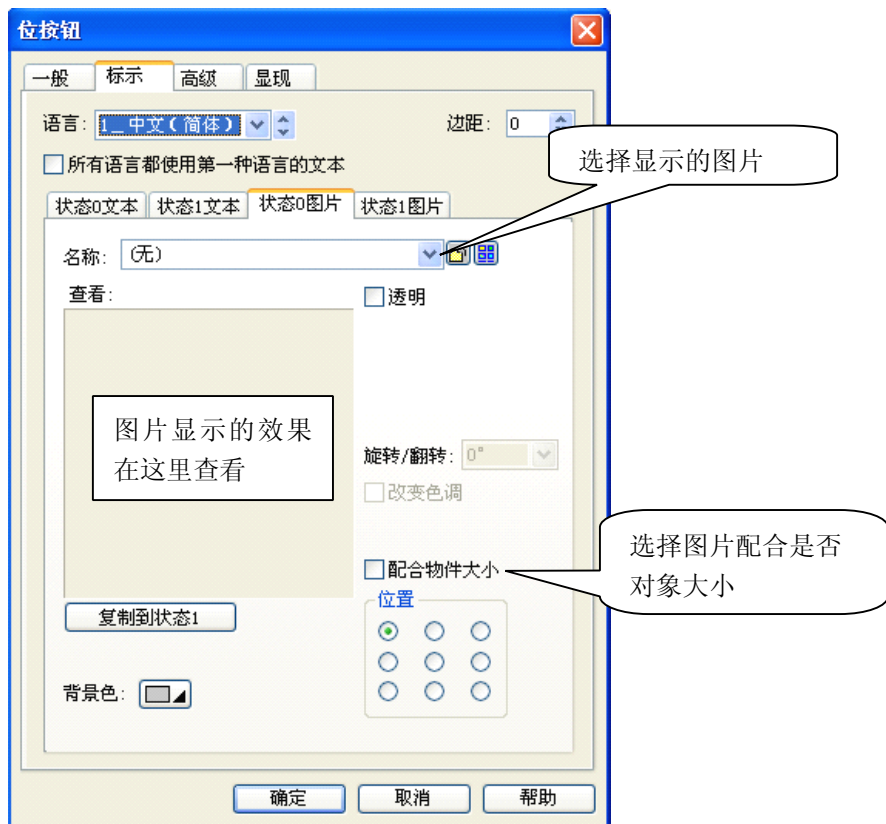 位按钮
一般 标示 高级 显现
语言: 1_中文(简体) 边距: 0
所有语言都使用第一种语言的文本
选择显示的图片
状态0文本 状态1文本 状态0图片 状态1图片
名称: (无)
查看: 透明
图片显示的效果
在这里查看
旋转/翻转: 0°
改变色调
选择图片配合是否
对象大小
配合物件大小
位置
复制到状态1
背景色:
确定 取消 帮助